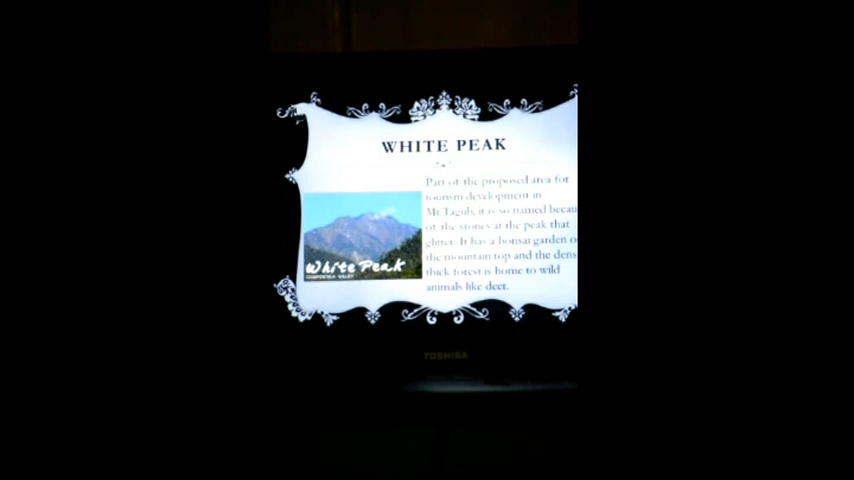 WHITE PEAK
Part of the proposed area for
tourism development in
Mt.Tagub, it is so named becau
of the stones at the peak that
glitter. It has a bonsai garden o
the mountain top and the dens
thick forest is home to wild
animals like deer.
White Peak
COMPOSTELA VALLEY
TOSHIBA